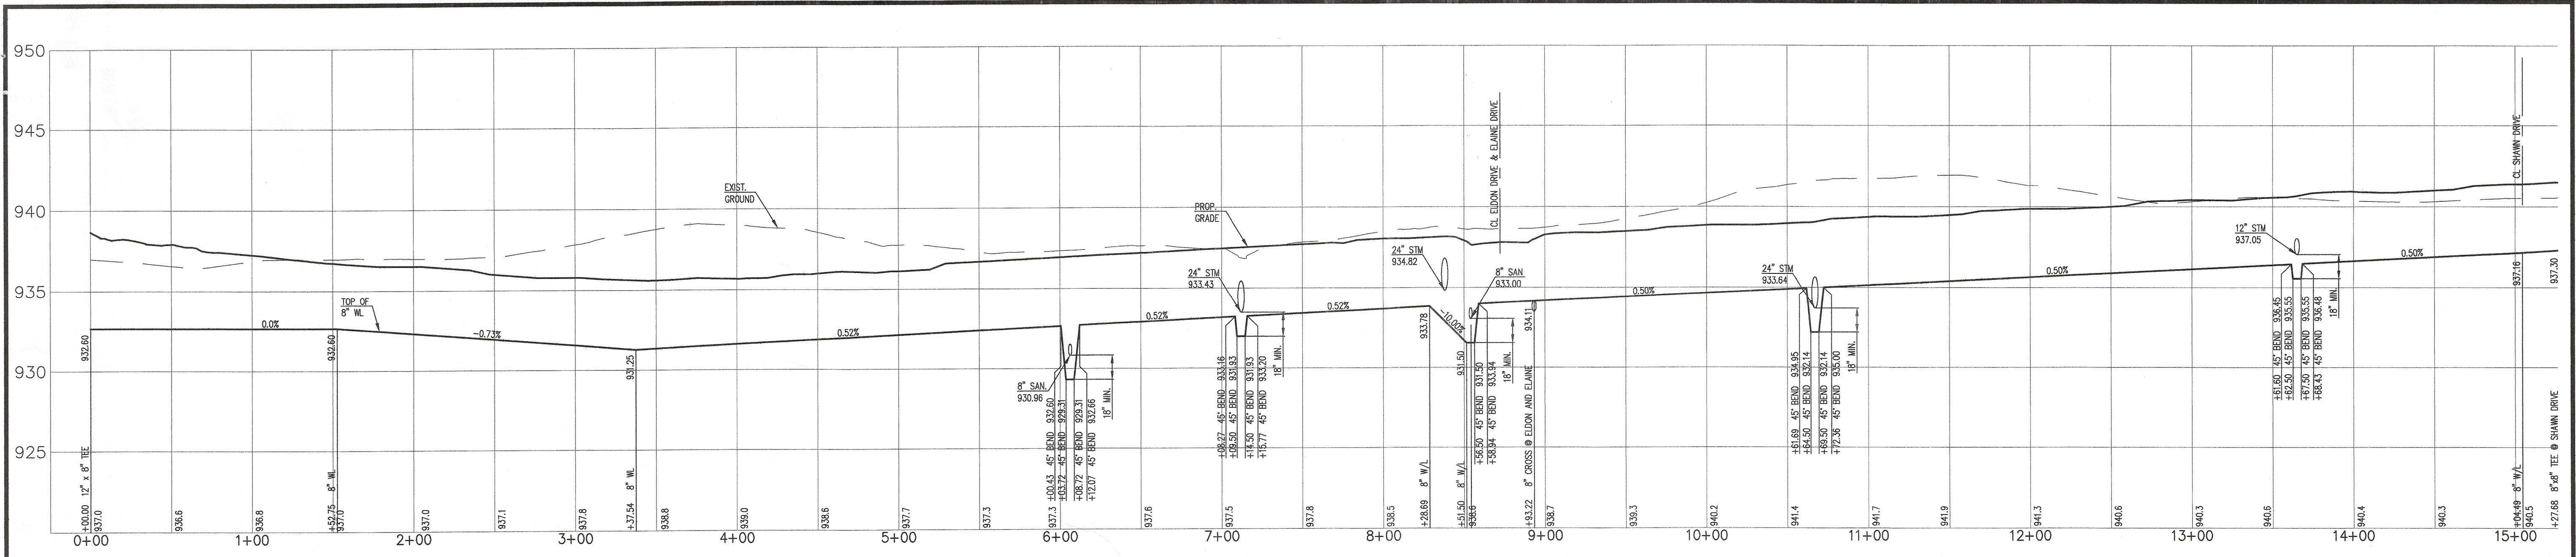 950
945
940
935
930
925
EXIST.
GROUND
PROP.
GRADE
TOP OF
8" WL
0.0%
-0.73%
0.52%
0.52%
0.52%
-10.00%
0.50%
0.50%
0.50%
932.60
932.60
931.25
8" SAN.
930.96
18" MIN.
24" STM
933.43
18" MIN.
24" STM
934.82
933.78
931.50
8" SAN
933.00
18" MIN.
934.11
CL ELDON DRIVE & ELAINE DRIVE
24" STM
933.64
18" MIN.
12" STM
937.05
18" MIN.
CL SHAWN DRIVE
937.16
937.30
+00.00 12" x 8" TEE
+52.75 8" WL
+37.54 8" WL
+00.43 45° BEND 932.60
+03.72 45° BEND 929.31
+08.72 45° BEND 929.31
+12.07 45° BEND 932.66
+08.27 45° BEND 933.16
+09.50 45° BEND 931.93
+14.50 45° BEND 931.93
+15.77 45° BEND 933.20
+28.69 8" W/L
+51.50 8" W/L
+56.50 45° BEND 931.50
+58.94 45° BEND 933.94
+93.22 8" CROSS @ ELDON AND ELAINE
+61.69 45° BEND 934.95
+64.50 45° BEND 932.14
+69.50 45° BEND 932.14
+72.36 45° BEND 935.00
+61.60 45° BEND 936.45
+62.50 45° BEND 935.55
+67.50 45° BEND 935.55
+68.43 45° BEND 936.48
+04.49 8" W/L
+27.68 8"x8" TEE @ SHAWN DRIVE
937.0
936.6
936.8
937.0
937.0
937.1
937.8
938.8
939.0
938.6
937.7
937.3
937.3
937.6
937.5
937.8
938.5
938.6
938.7
939.3
940.2
941.4
941.7
941.9
941.3
940.6
940.3
940.6
940.4
940.3
940.5
0+00
1+00
2+00
3+00
4+00
5+00
6+00
7+00
8+00
9+00
10+00
11+00
12+00
13+00
14+00
15+00